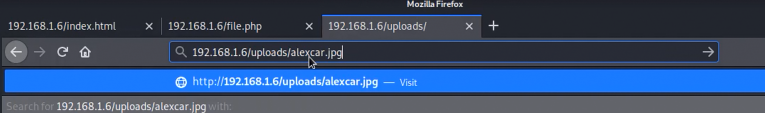 Mozilla Firefox
192.168.1.6/index.html 192.168.1.6/file.php 192.168.1.6/uploads/
192.168.1.6/uploads/alexcar.jpg
http://192.168.1.6/uploads/alexcar.jpg — Visit
Search for 192.168.1.6/uploads/alexcar.jpg with: